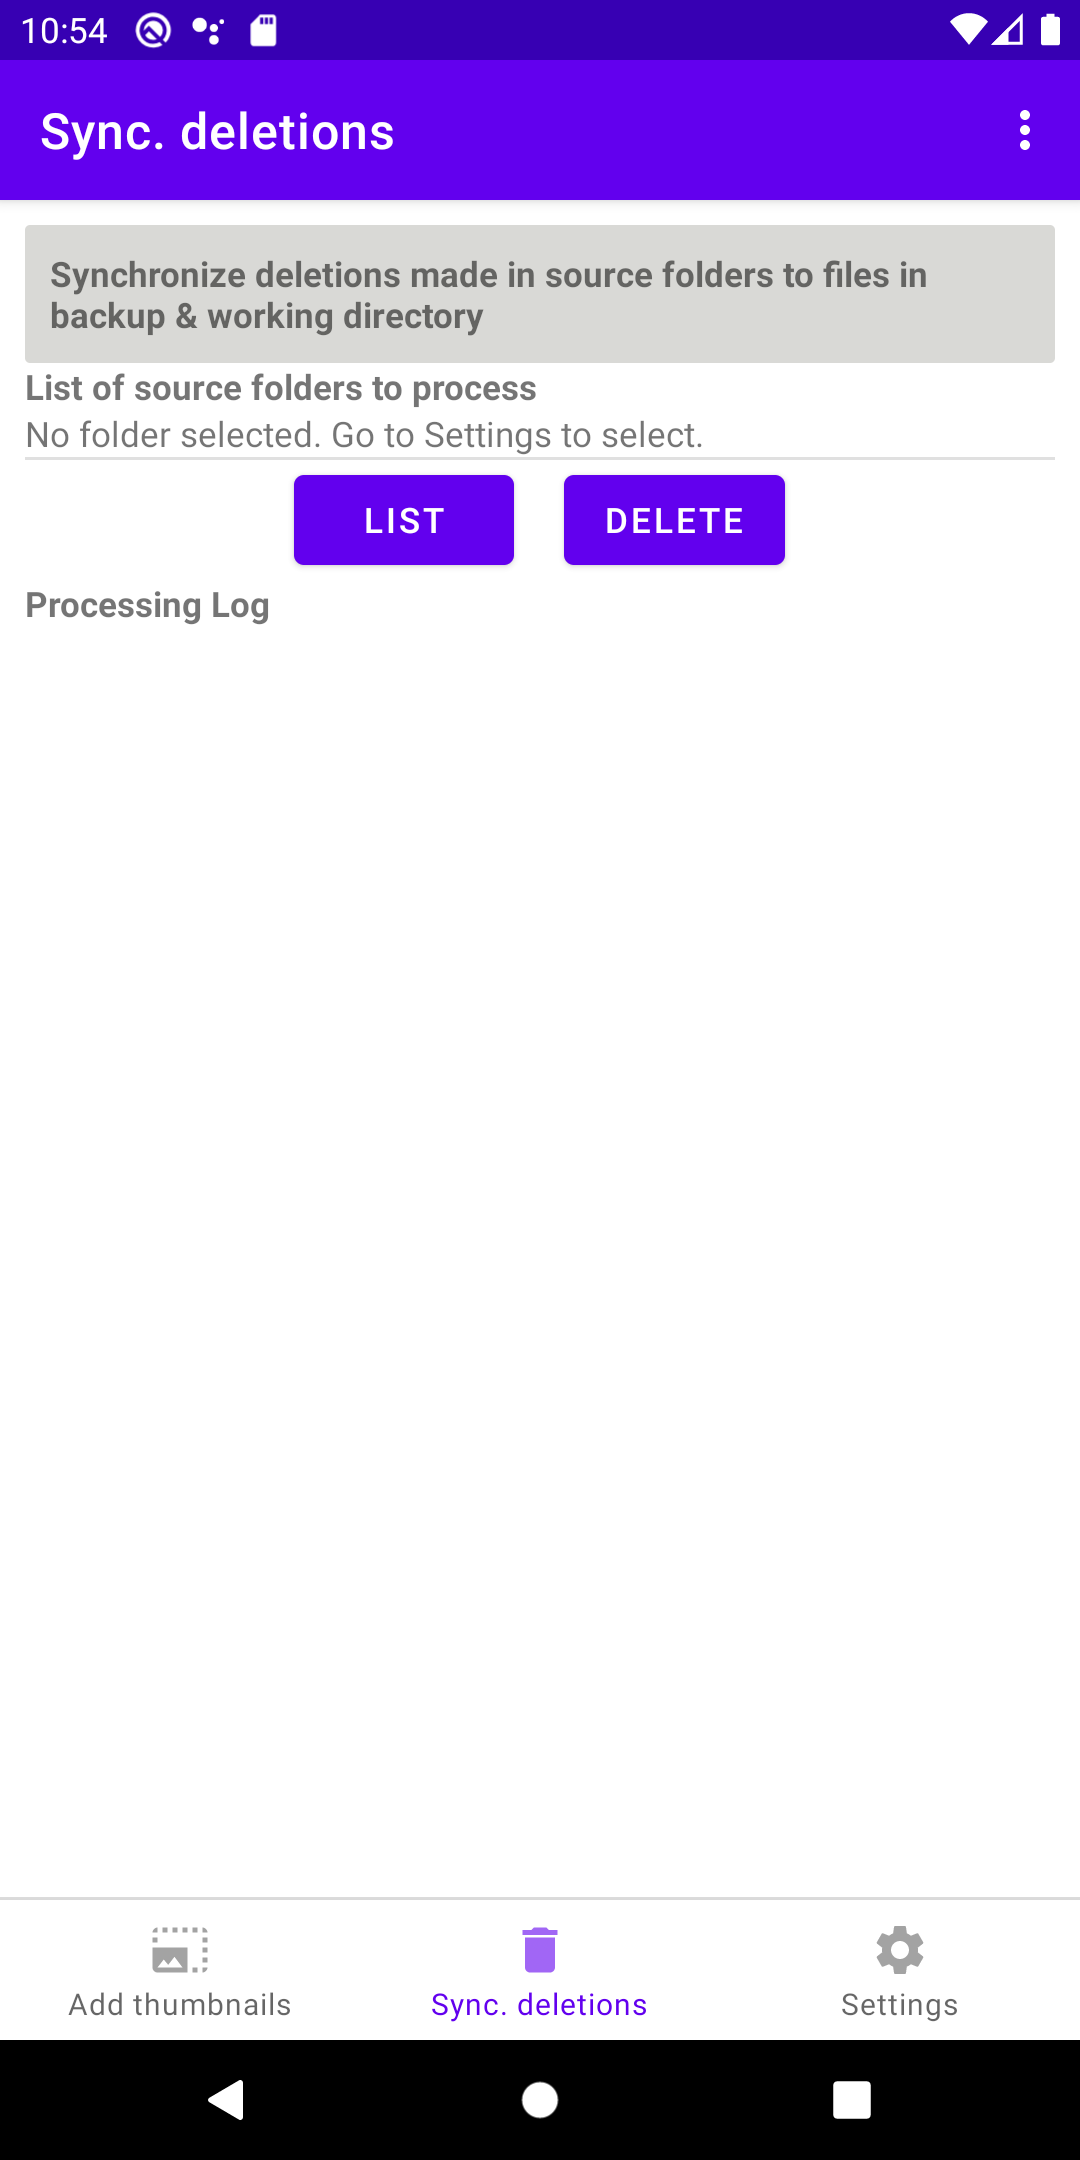 10:54
Sync. deletions
Synchronize deletions made in source folders to files in
backup & working directory
List of source folders to process
No folder selected. Go to Settings to select.
LIST
DELETE
Processing Log
Add thumbnails
Sync. deletions
Settings